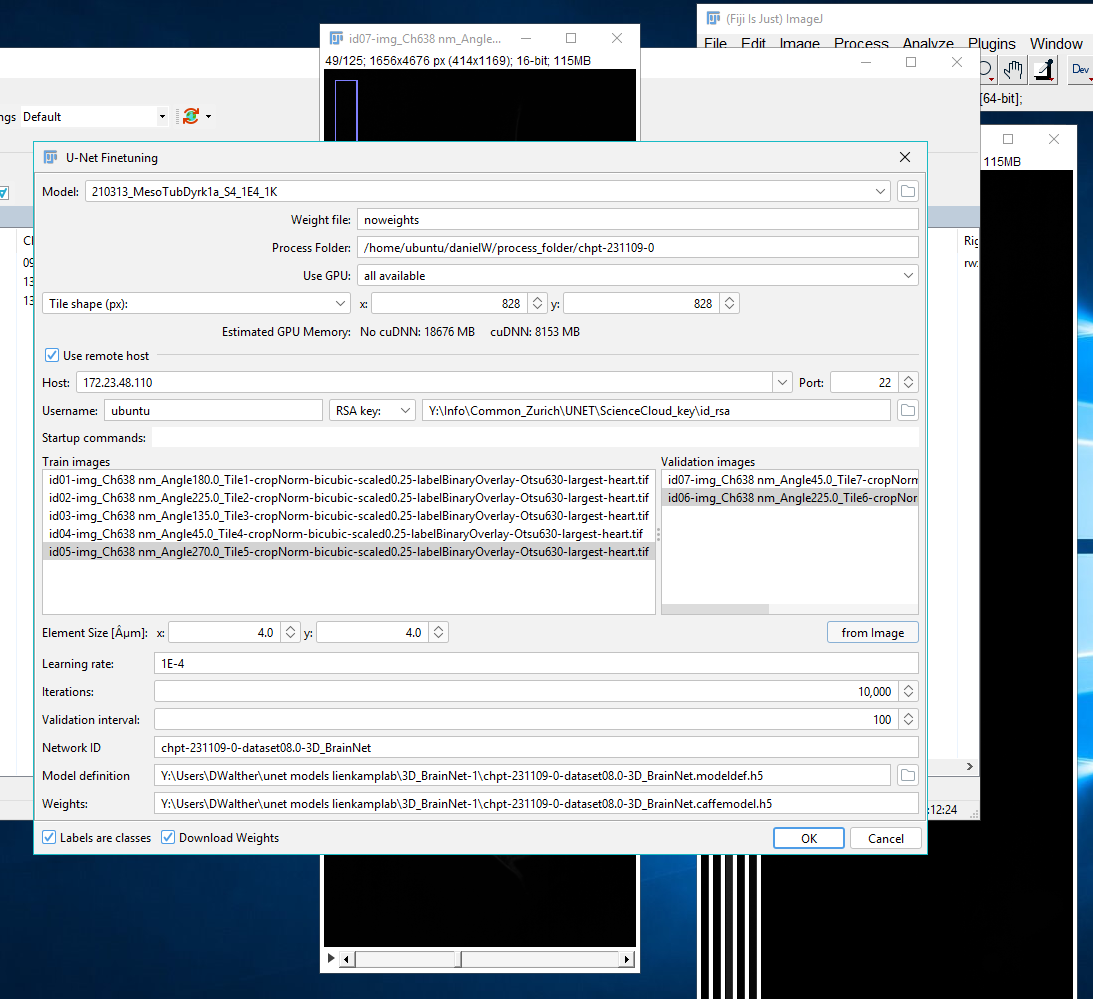 (Fiji Is Just) ImageJ
id07-img_Ch638 nm_Angle...
File Edit Image Process Analyze Plugins Window
49/125; 1656x4676 px (414x1169); 16-bit; 115MB
Dev
[64-bit];
ngs Default
115MB
U-Net Finetuning
Model: 210313_MesoTubDyrk1a_S4_1E4_1K
Weight file: noweights
Process Folder: /home/ubuntu/danielW/process_folder/chpt-231109-0
Use GPU: all available
Tile shape (px): x: 828 y: 828
Estimated GPU Memory: No cuDNN: 18676 MB cuDNN: 8153 MB
Use remote host
Host: 172.23.48.110 Port: 22
Username: ubuntu RSA key: Y:\Info\Common_Zurich\UNET\ScienceCloud_key\id_rsa
Startup commands:
Train images Validation images
id01-img_Ch638 nm_Angle180.0_Tile1-cropNorm-bicubic-scaled0.25-labelBinaryOverlay-Otsu630-largest-heart.tif id07-img_Ch638 nm_Angle45.0_Tile7-cropNorm
id02-img_Ch638 nm_Angle225.0_Tile2-cropNorm-bicubic-scaled0.25-labelBinaryOverlay-Otsu630-largest-heart.tif id06-img_Ch638 nm_Angle225.0_Tile6-cropNor
id03-img_Ch638 nm_Angle135.0_Tile3-cropNorm-bicubic-scaled0.25-labelBinaryOverlay-Otsu630-largest-heart.tif
id04-img_Ch638 nm_Angle45.0_Tile4-cropNorm-bicubic-scaled0.25-labelBinaryOverlay-Otsu630-largest-heart.tif
id05-img_Ch638 nm_Angle270.0_Tile5-cropNorm-bicubic-scaled0.25-labelBinaryOverlay-Otsu630-largest-heart.tif
Element Size [Âµm]: x: 4.0 y: 4.0 from Image
Learning rate: 1E-4
Iterations: 10,000
Validation interval: 100
Network ID chpt-231109-0-dataset08.0-3D_BrainNet
Model definition Y:\Users\DWalther\unet models lienkamplab\3D_BrainNet-1\chpt-231109-0-dataset08.0-3D_BrainNet.modeldef.h5
Weights: Y:\Users\DWalther\unet models lienkamplab\3D_BrainNet-1\chpt-231109-0-dataset08.0-3D_BrainNet.caffemodel.h5
Labels are classes Download Weights OK Cancel
:12:24